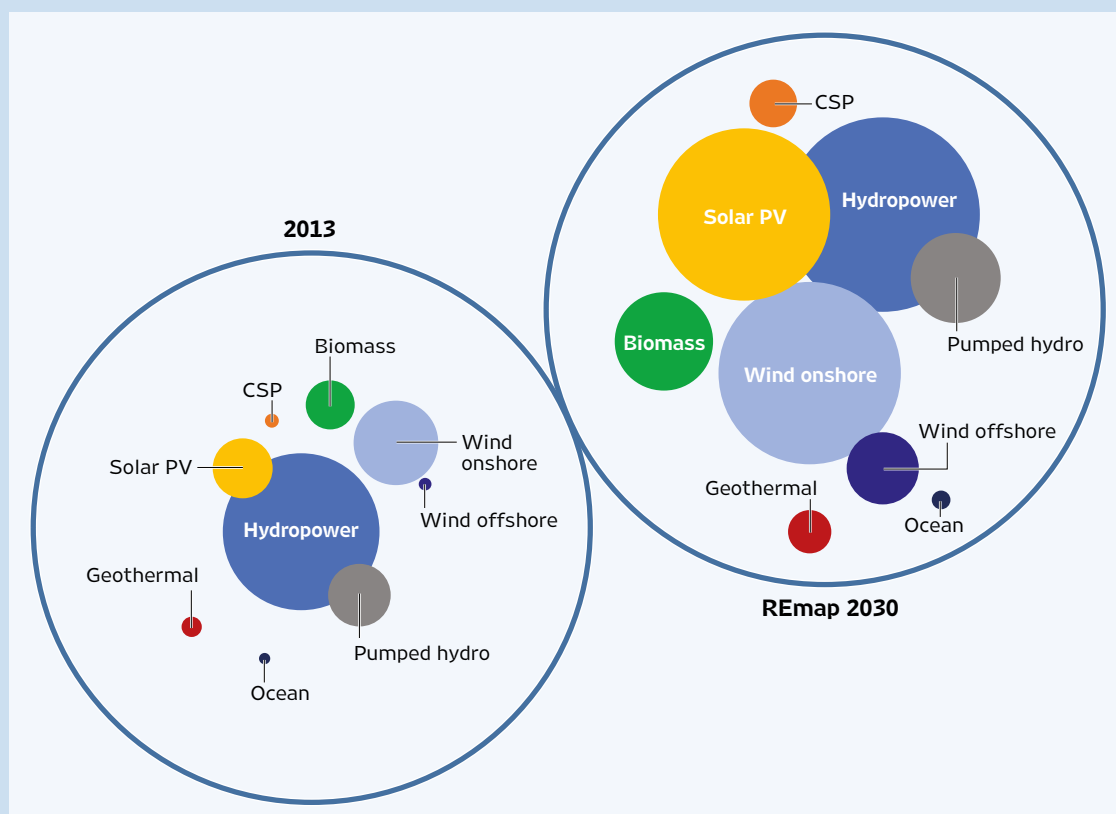 2013
Biomass
CSP
Wind
onshore
Solar PV
Wind offshore
Hydropower
Geothermal
Pumped hydro
Ocean
CSP
Hydropower
Solar PV
Pumped hydro
Biomass
Wind onshore
Wind offshore
Geothermal
Ocean
REmap 2030